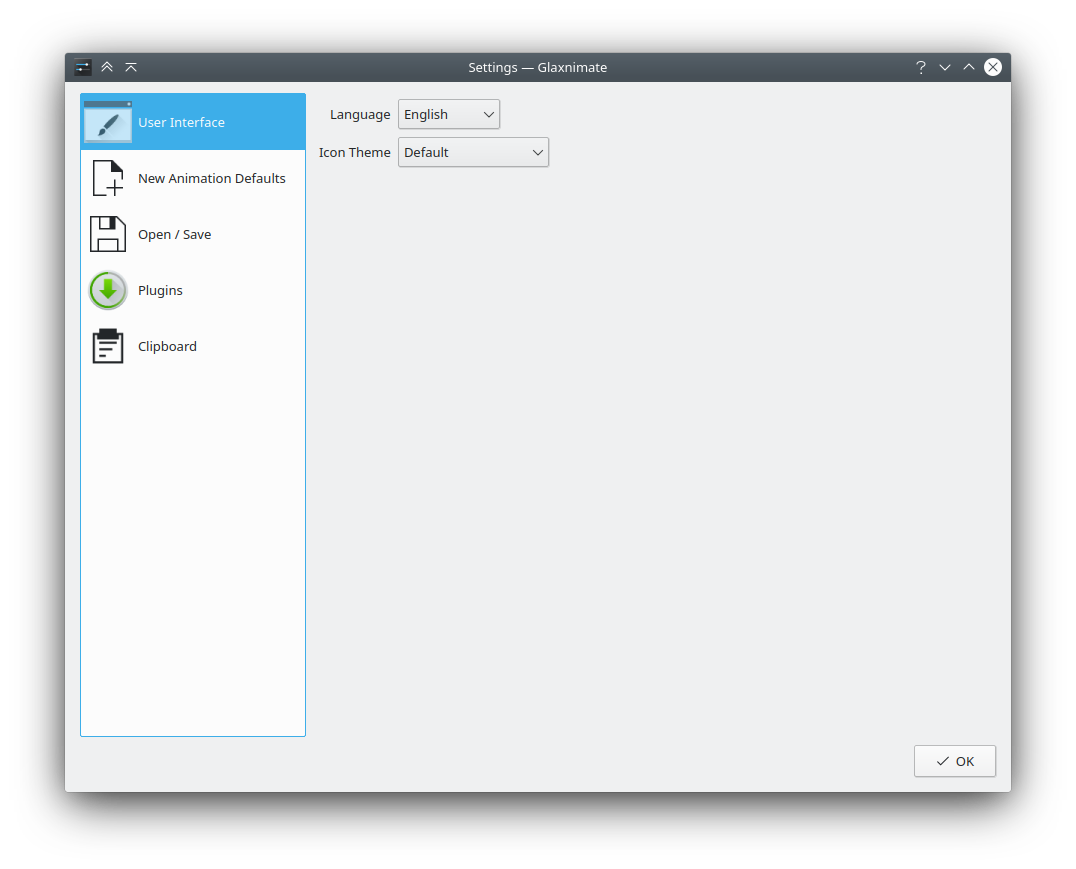 Settings — Glaxnimate
User Interface
New Animation Defaults
Open / Save
Plugins
Clipboard
Language English
Icon Theme Default
OK